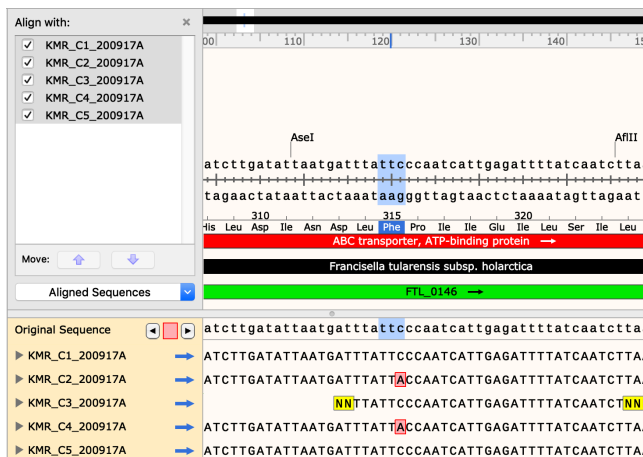 Align with: ×
KMR_C1_200917A
KMR_C2_200917A
KMR_C3_200917A
KMR_C4_200917A
KMR_C5_200917A
Move:
Aligned Sequences
110 120 130 140
AseI AflII
atcttgatattaatgatttattcccaatcattgagattttatcaatctta
tagaactataattactaaataagggttagtaactctaaaatagttagaat
310 315 320
His Leu Asp Ile Asn Asp Leu Phe Pro Ile Ile Glu Ile Leu Ser Ile Leu
ABC transporter, ATP-binding protein
Francisella tularensis subsp. holarctica
FTL_0146
Original Sequence atcttgatattaatgatttattcccaatcattgagattttatcaatctta
KMR_C1_200917A ATCTTGATATTAATGATTTATTCCCAATCATTGAGATTTTATCAATCTTA
KMR_C2_200917A ATCTTGATATTAATGATTTATTACCAATCATTGAGATTTTATCAATCTTA
KMR_C3_200917A NNTTATTCCCAATCATTGAGATTTTATCAATCTNN
KMR_C4_200917A ATCTTGATATTAATGATTTATTACCAATCATTGAGATTTTATCAATCTTA
KMR_C5_200917A ATCTTGATATTAATGATTTATTCCCAATCATTGAGATTTTATCAATCTTA